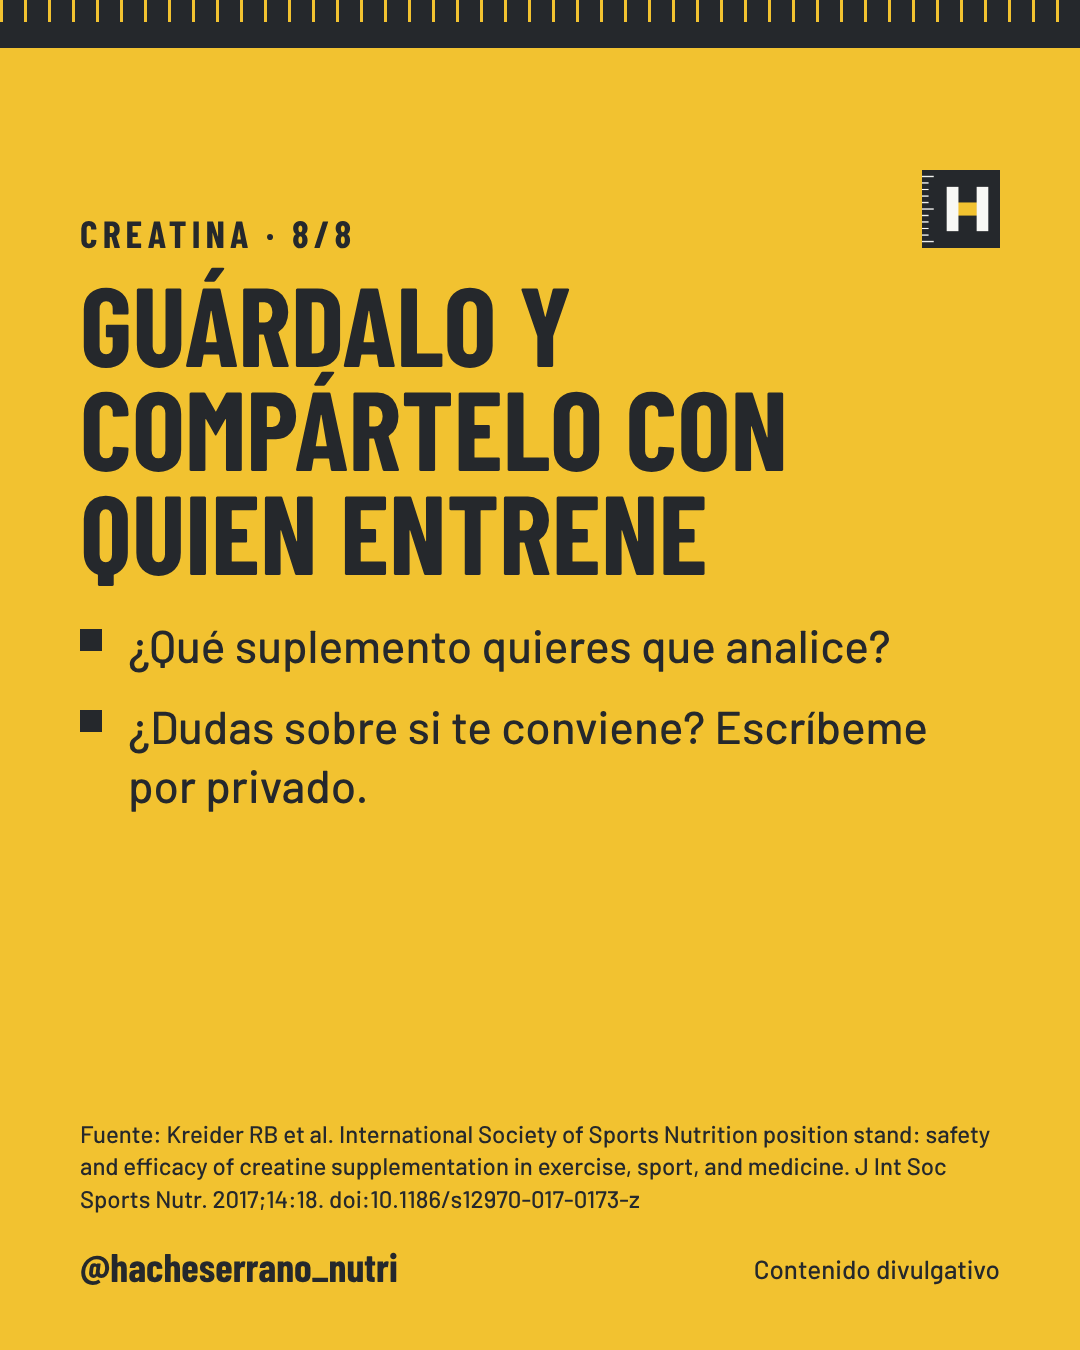 H
CREATINA · 8/8
GUÁRDALO Y
COMPÁRTELO CON
QUIEN ENTRENE
¿Qué suplemento quieres que analice?
¿Dudas sobre si te conviene? Escríbeme
por privado.
Fuente: Kreider RB et al. International Society of Sports Nutrition position stand: safety
and efficacy of creatine supplementation in exercise, sport, and medicine. J Int Soc
Sports Nutr. 2017;14:18. doi:10.1186/s12970-017-0173-z
@hacheserrano_nutri
Contenido divulgativo